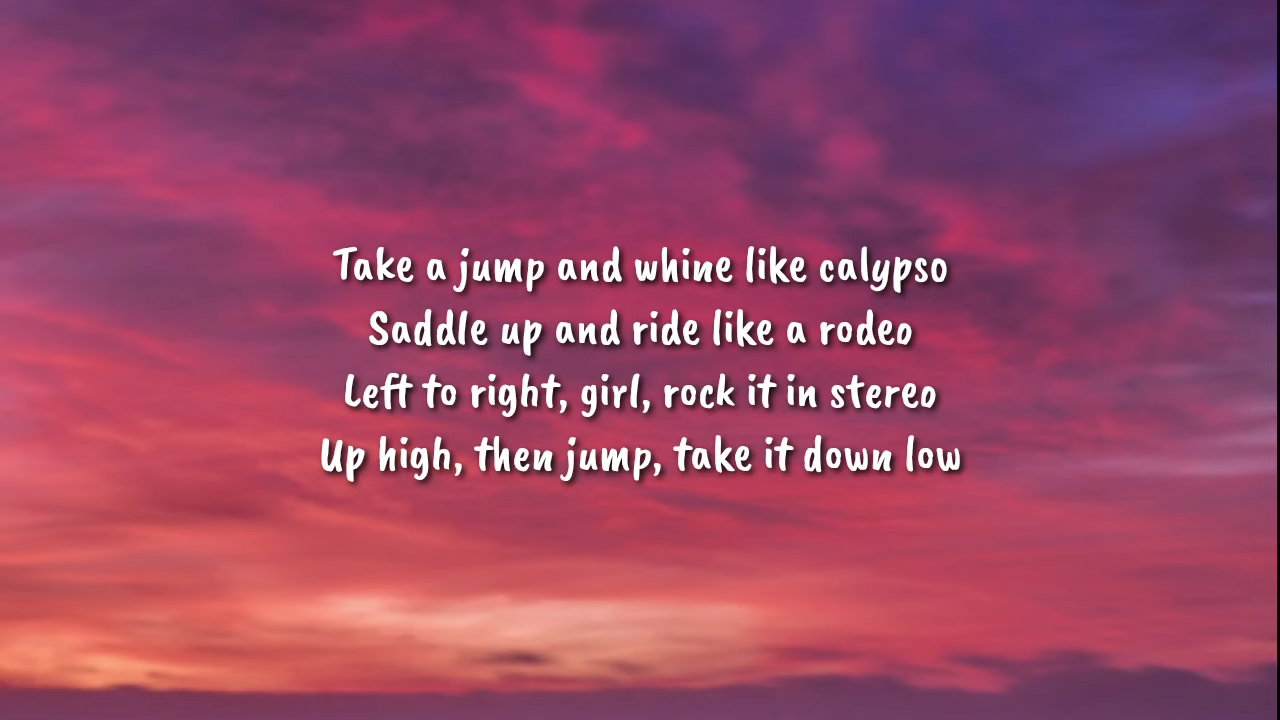 Take a jump and whine like calypso
Saddle up and ride like a rodeo
Left to right, girl, rock it in stereo
Up high, then jump, take it down low